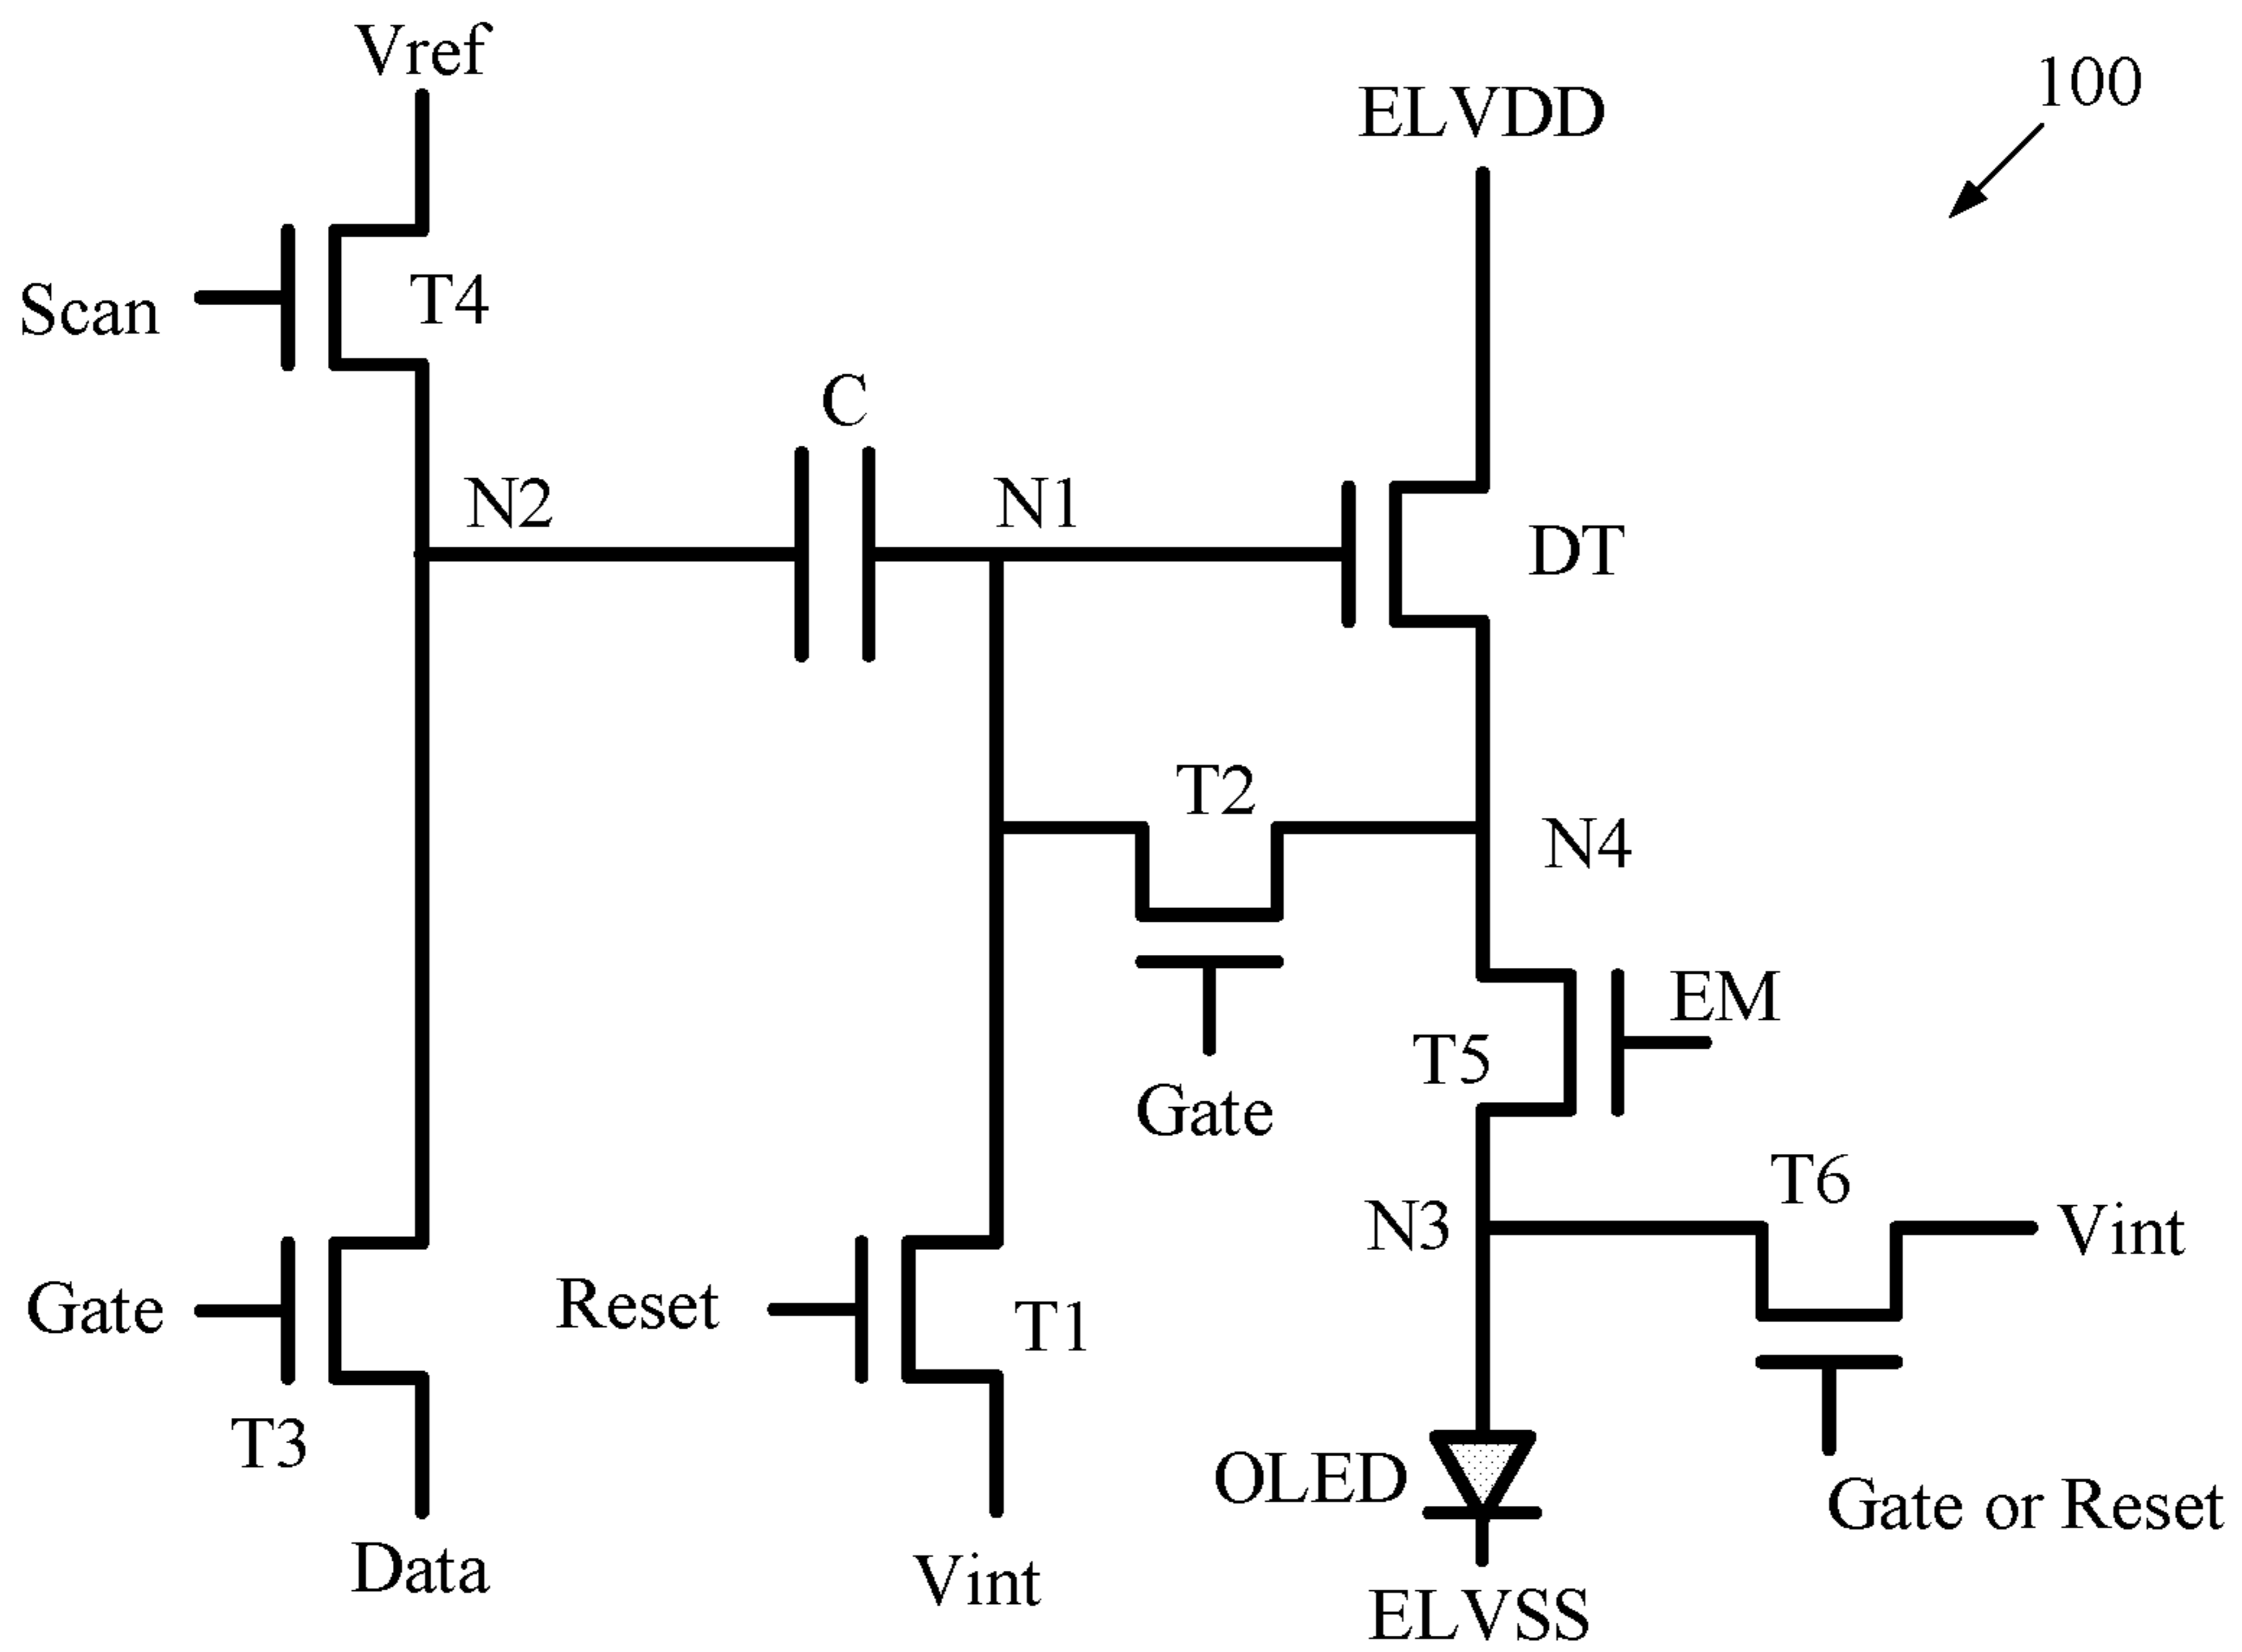 Vref
100
ELVDD
T4
Scan
C
N2
N1
DT
T2
N4
EM
T5
Gate
T6
N3
Vint
Gate
Reset
T1
T3
OLED
Gate or Reset
Data
Vint
ELVSS